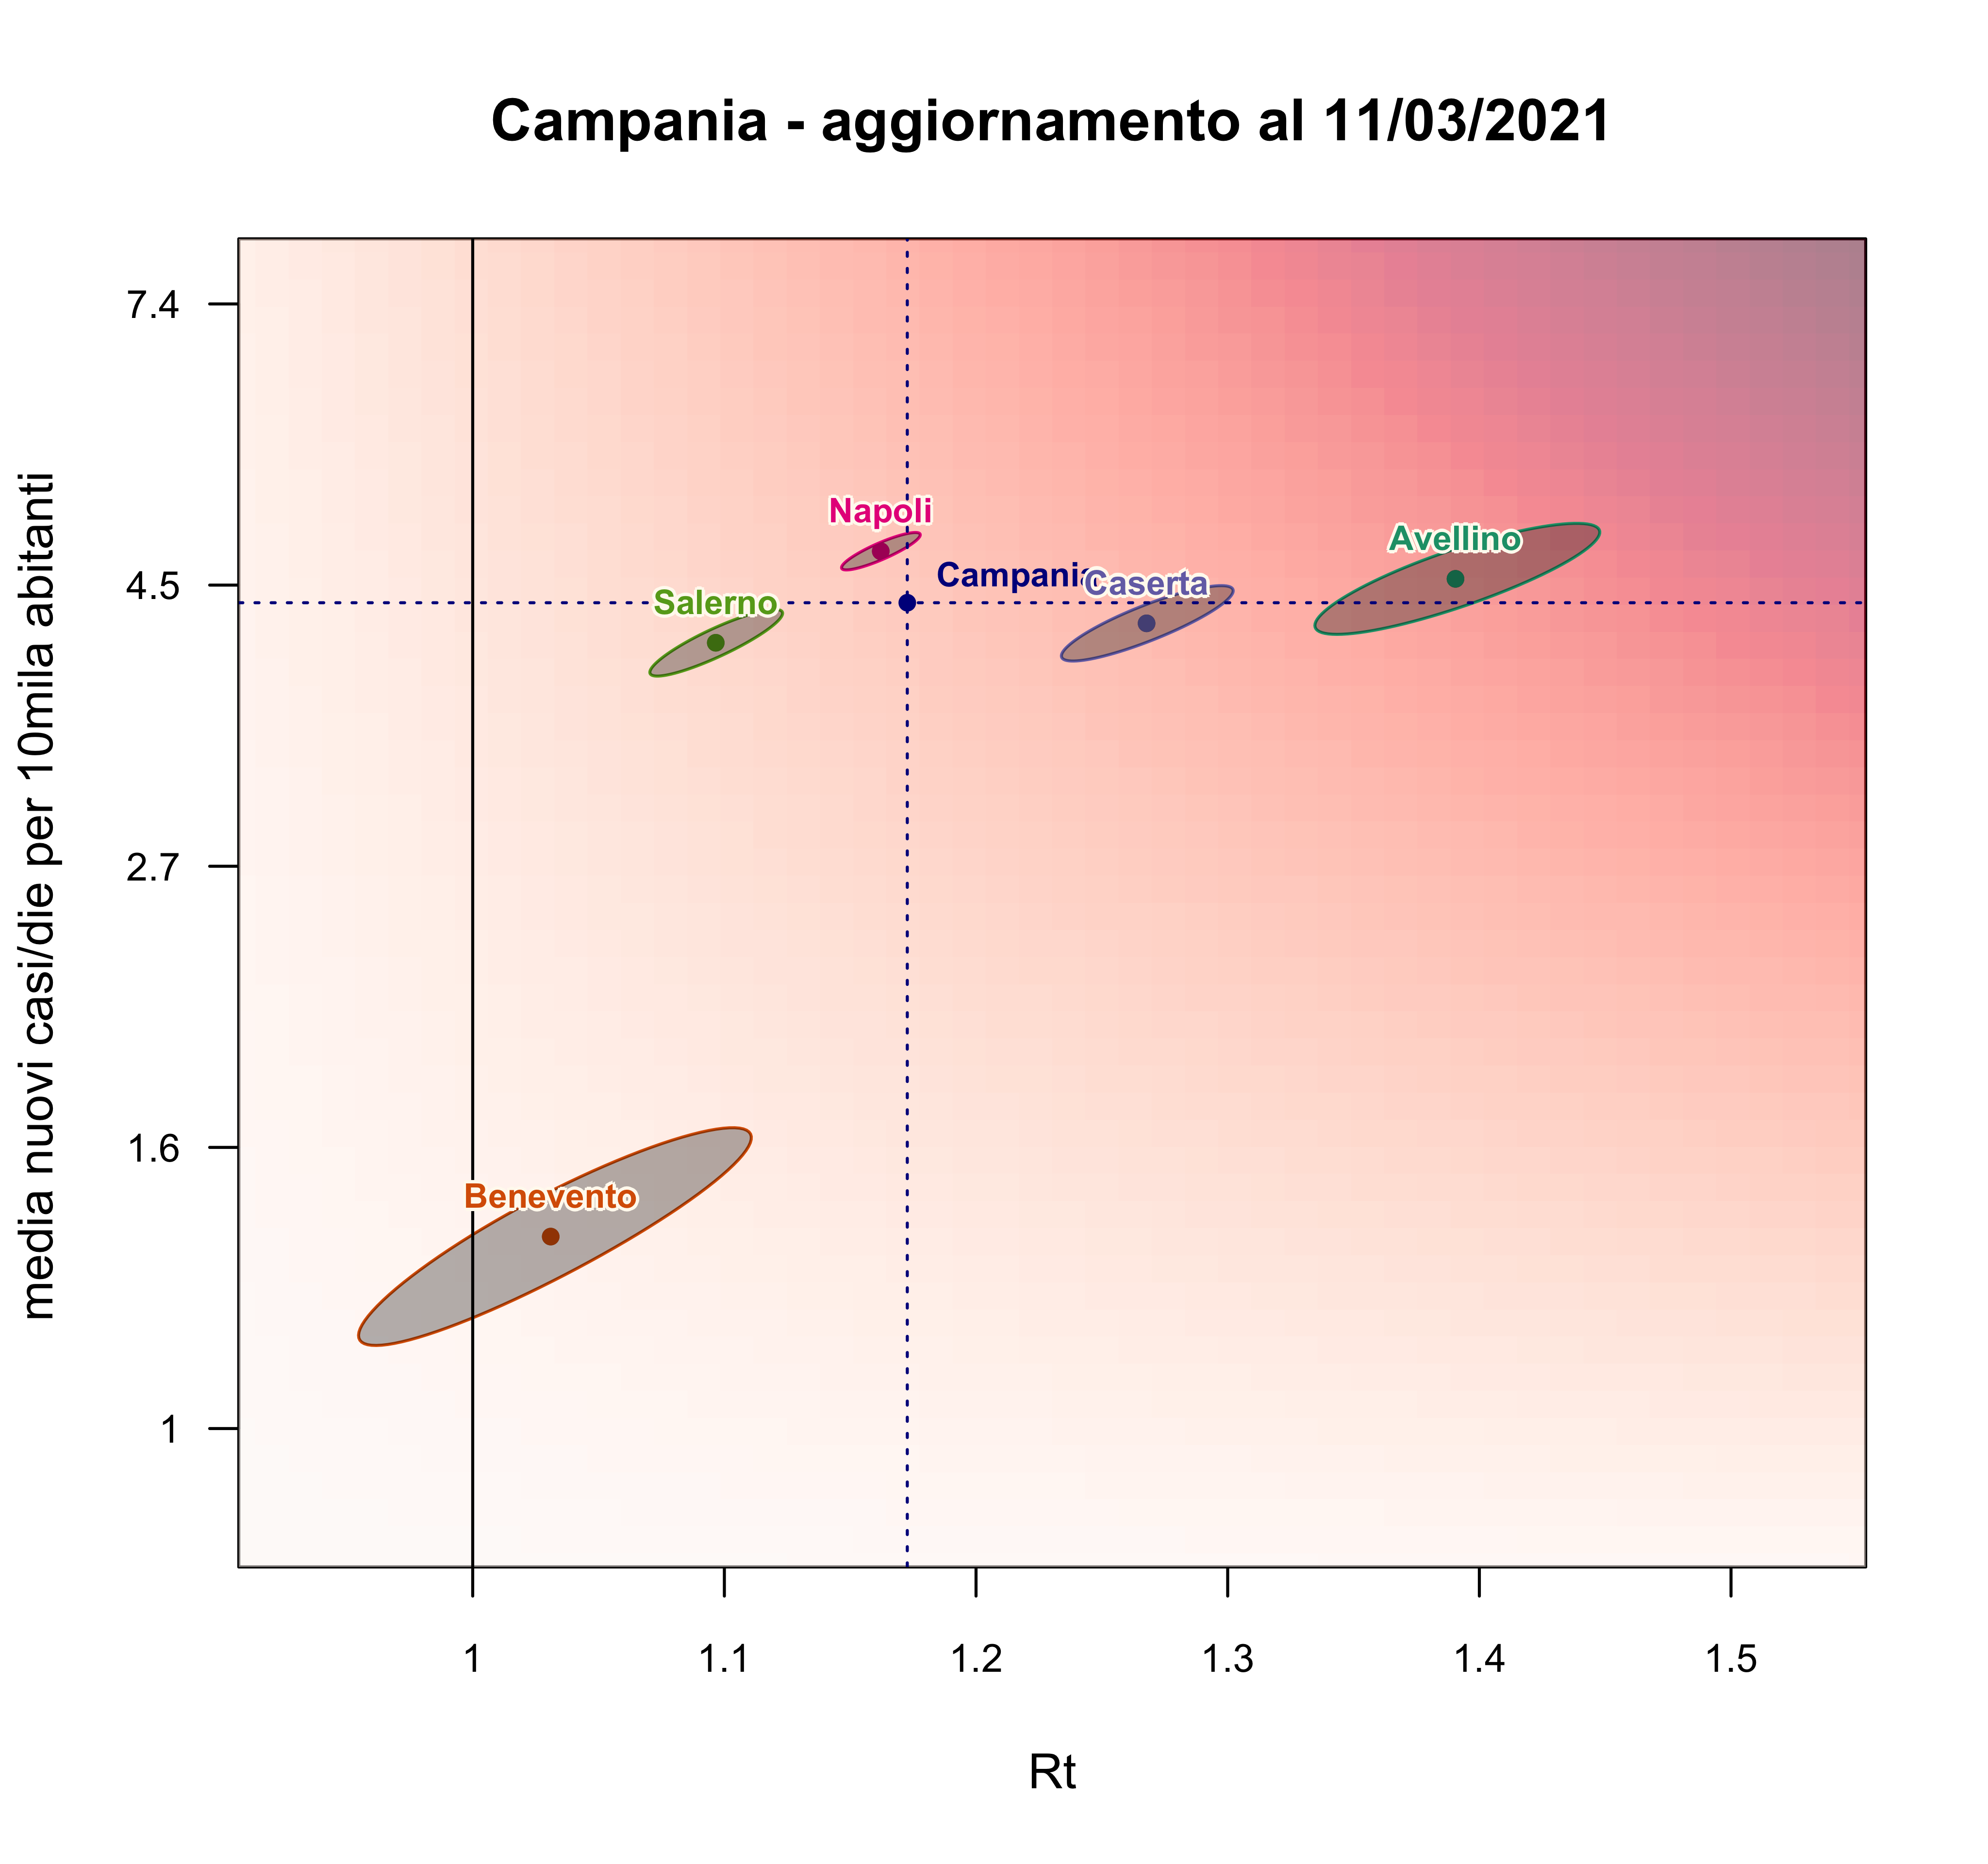 Campania - aggiornamento al 11/03/2021
media nuovi casi/die per 10mila abitanti
7.4
4.5
2.7
1.6
1
Napoli
Avellino
Campania
Caserta
Salerno
Benevento
1
1.1
1.2
1.3
1.4
1.5
Rt